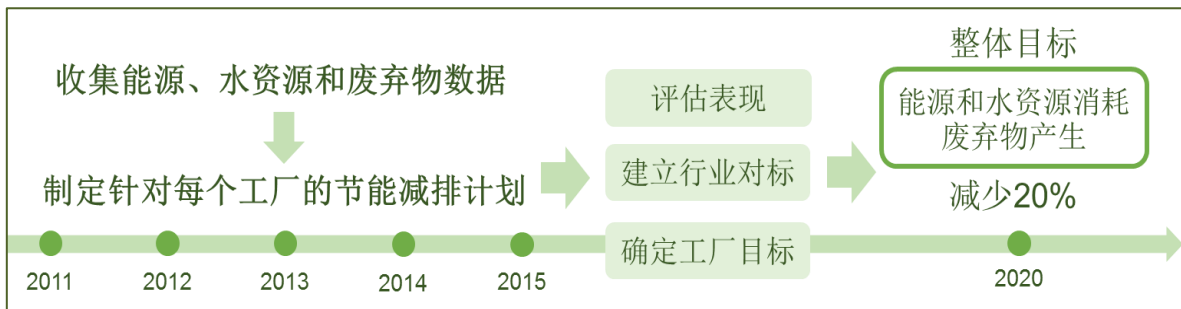 收集能源、水资源和废弃物数据
制定针对每个工厂的节能减排计划
评估表现
建立行业对标
确定工厂目标
整体目标
能源和水资源消耗
废弃物产生
减少20%
2011
2012
2013
2014
2015
2020